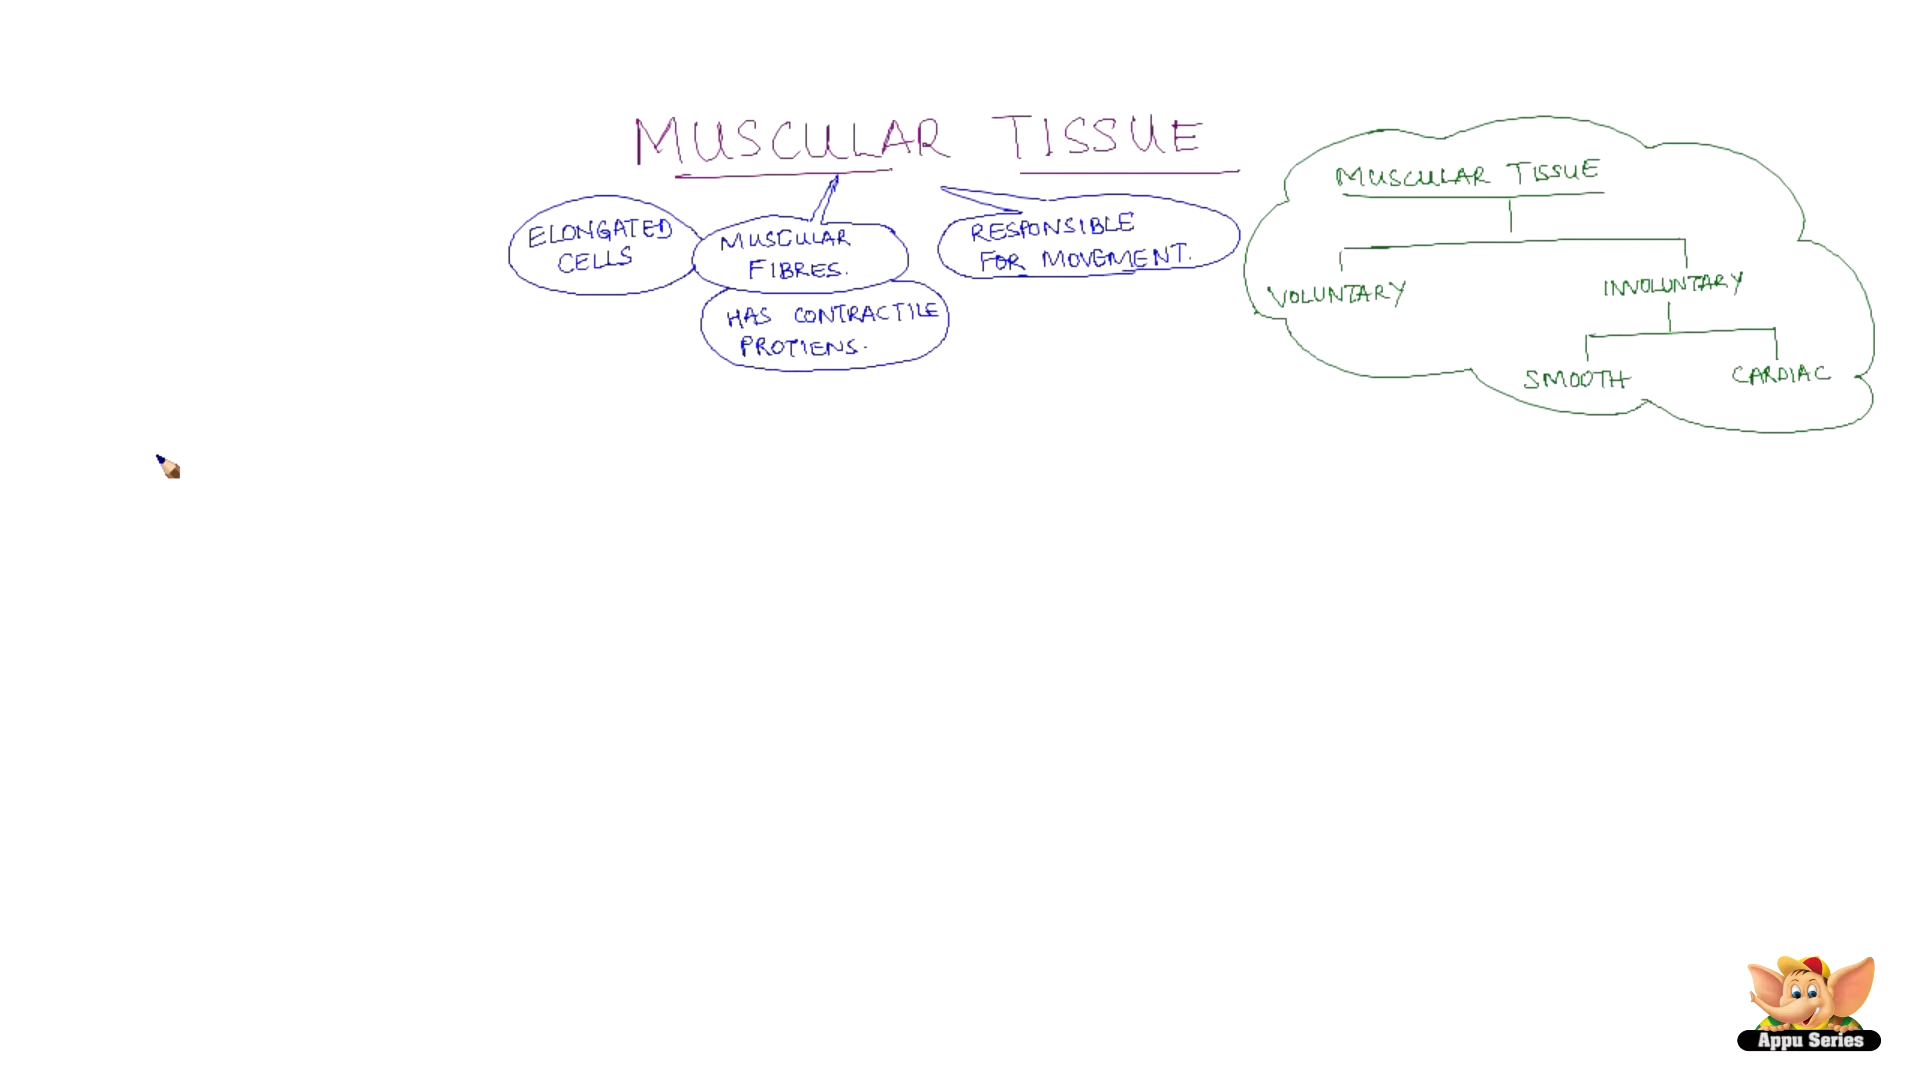 MUSCULAR TISSUE
ELONGATED
CELLS
MUSCULAR
FIBRES.
HAS CONTRACTILE
PROTIENS.
RESPONSIBLE
FOR MOVEMENT.
MUSCULAR TISSUE
VOLUNTARY
INVOLUNTARY
SMOOTH
CARDIAC
Appu Series